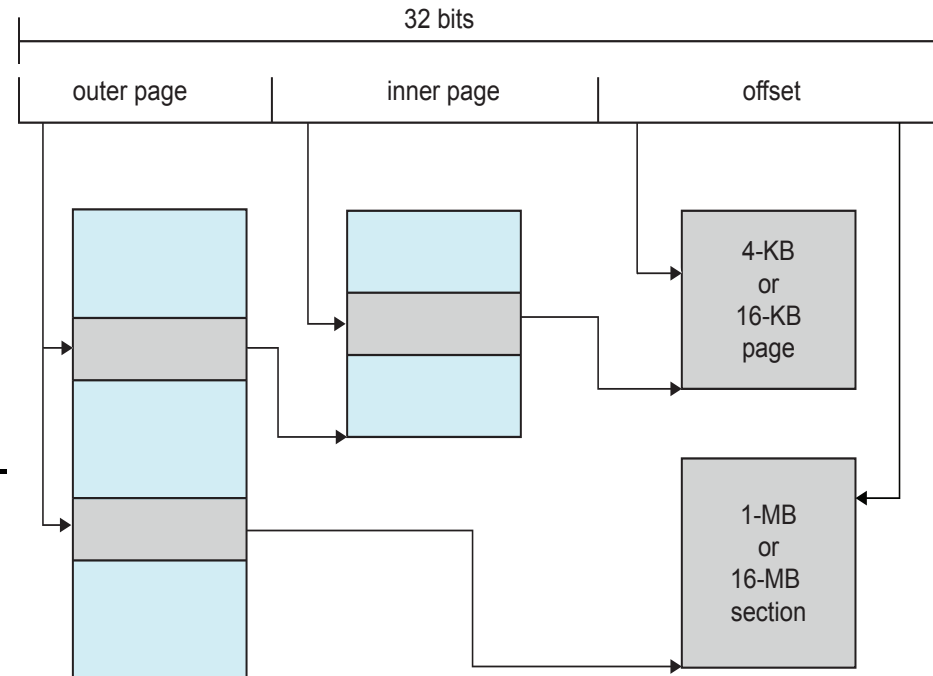 32 bits
outer page
inner page
offset
4-KB
or
16-KB
page
1-MB
or
16-MB
section